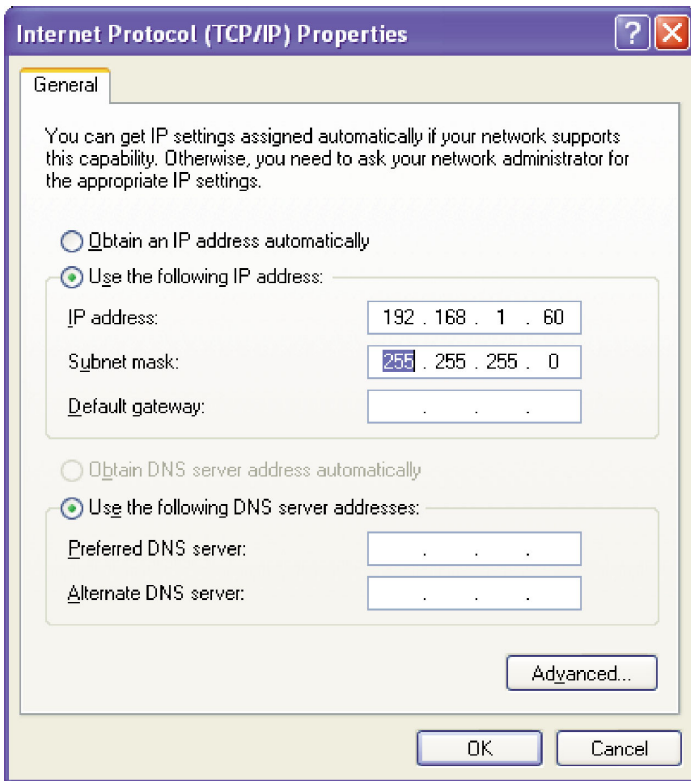 Internet Protocol (TCP/IP) Properties
General
You can get IP settings assigned automatically if your network supports
this capability. Otherwise, you need to ask your network administrator for
the appropriate IP settings.
Obtain an IP address automatically
Use the following IP address:
IP address: 192 . 168 . 1 . 60
Subnet mask: 255 . 255 . 255 . 0
Default gateway: . . .
Obtain DNS server address automatically
Use the following DNS server addresses:
Preferred DNS server: . . .
Alternate DNS server: . . .
Advanced...
OK Cancel